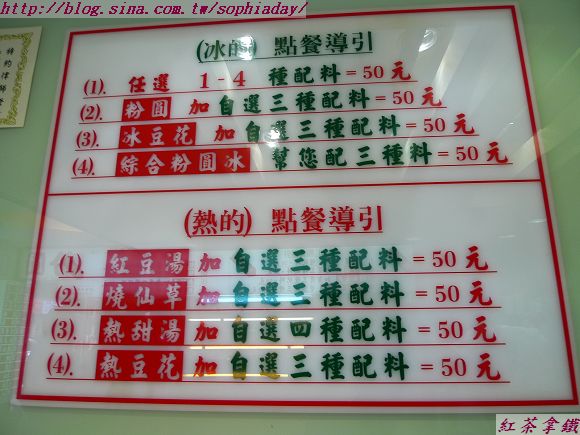 http://blog.sina.com.tw/sophiaday/
(冰的) 點餐導引
(1). 任選 1-4 種配料=50元
(2). 粉圓 加自選三種配料=50元
(3). 冰豆花 加自選三種配料=50元
(4). 綜合粉圓冰 幫您配三種料=50元
(熱的) 點餐導引
(1). 紅豆湯 加自選三種配料=50元
(2). 燒仙草 加自選三種配料=50元
(3). 熱甜湯 加自選四種配料=50元
(4). 熱豆花 加自選三種配料=50元
紅茶拿鐵